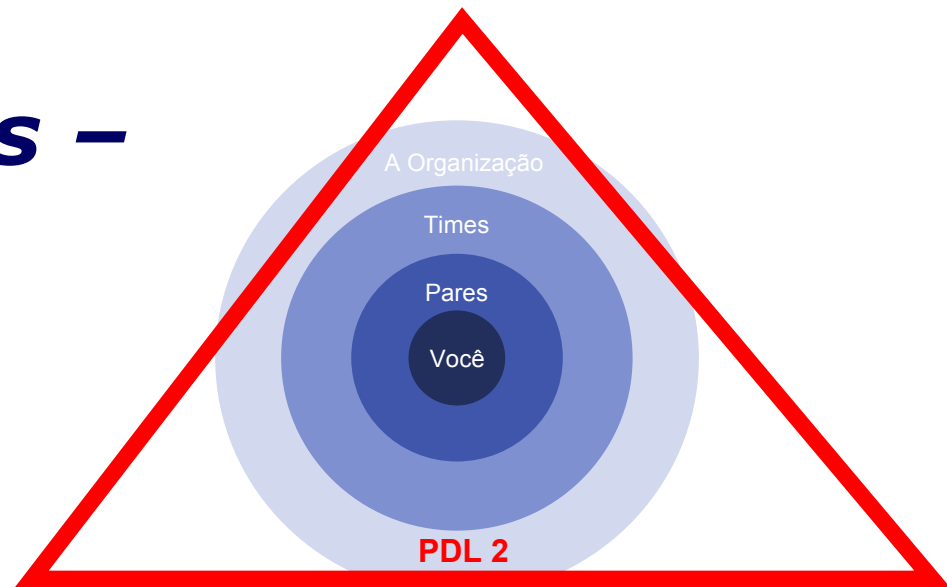 s –
A Organização
Times
Pares
Você
PDL 2